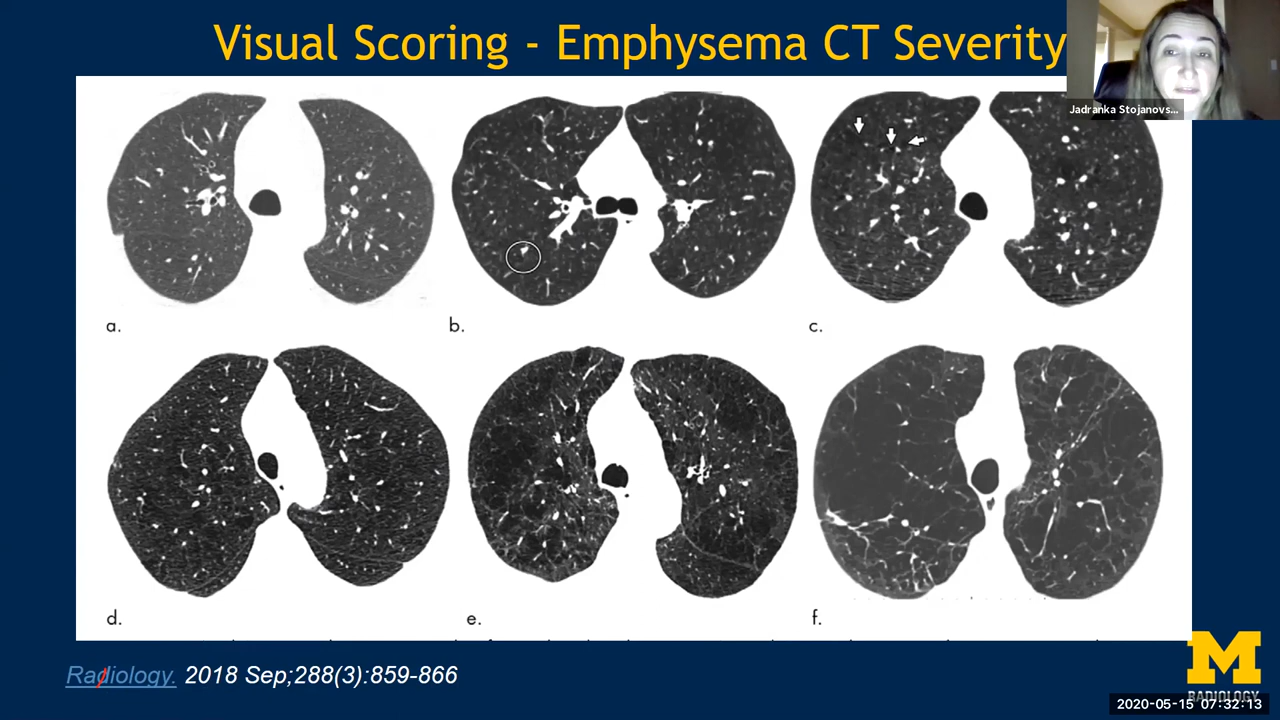 Visual Scoring - Emphysema CT Severity
Jadranka Stojanovs...
a.
b.
c.
d.
e.
f.
Radiology. 2018 Sep;288(3):859-866
M
RADIOLOGY
2020-05-15 07:32:13